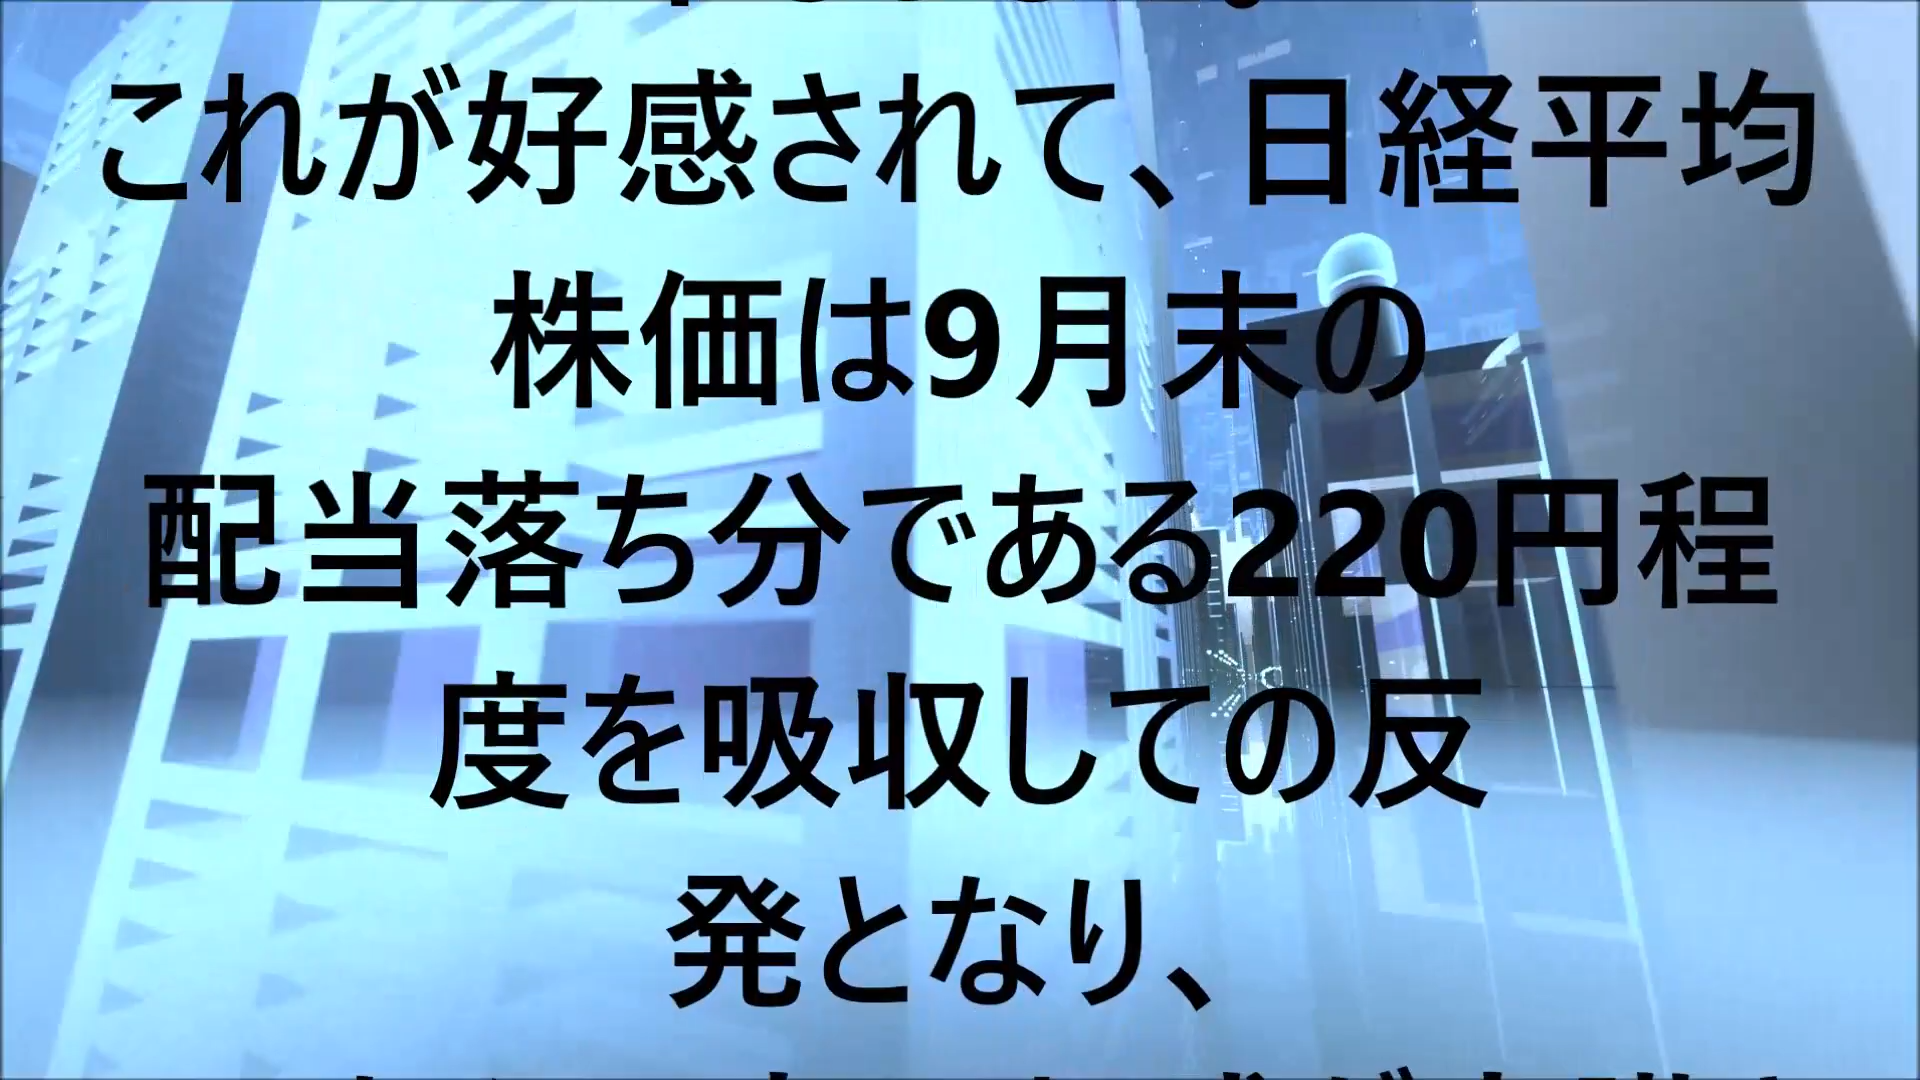 これが好感されて、日経平均
株価は9月末の
配当落ち分である220円程
度を吸収しての反
発となり、